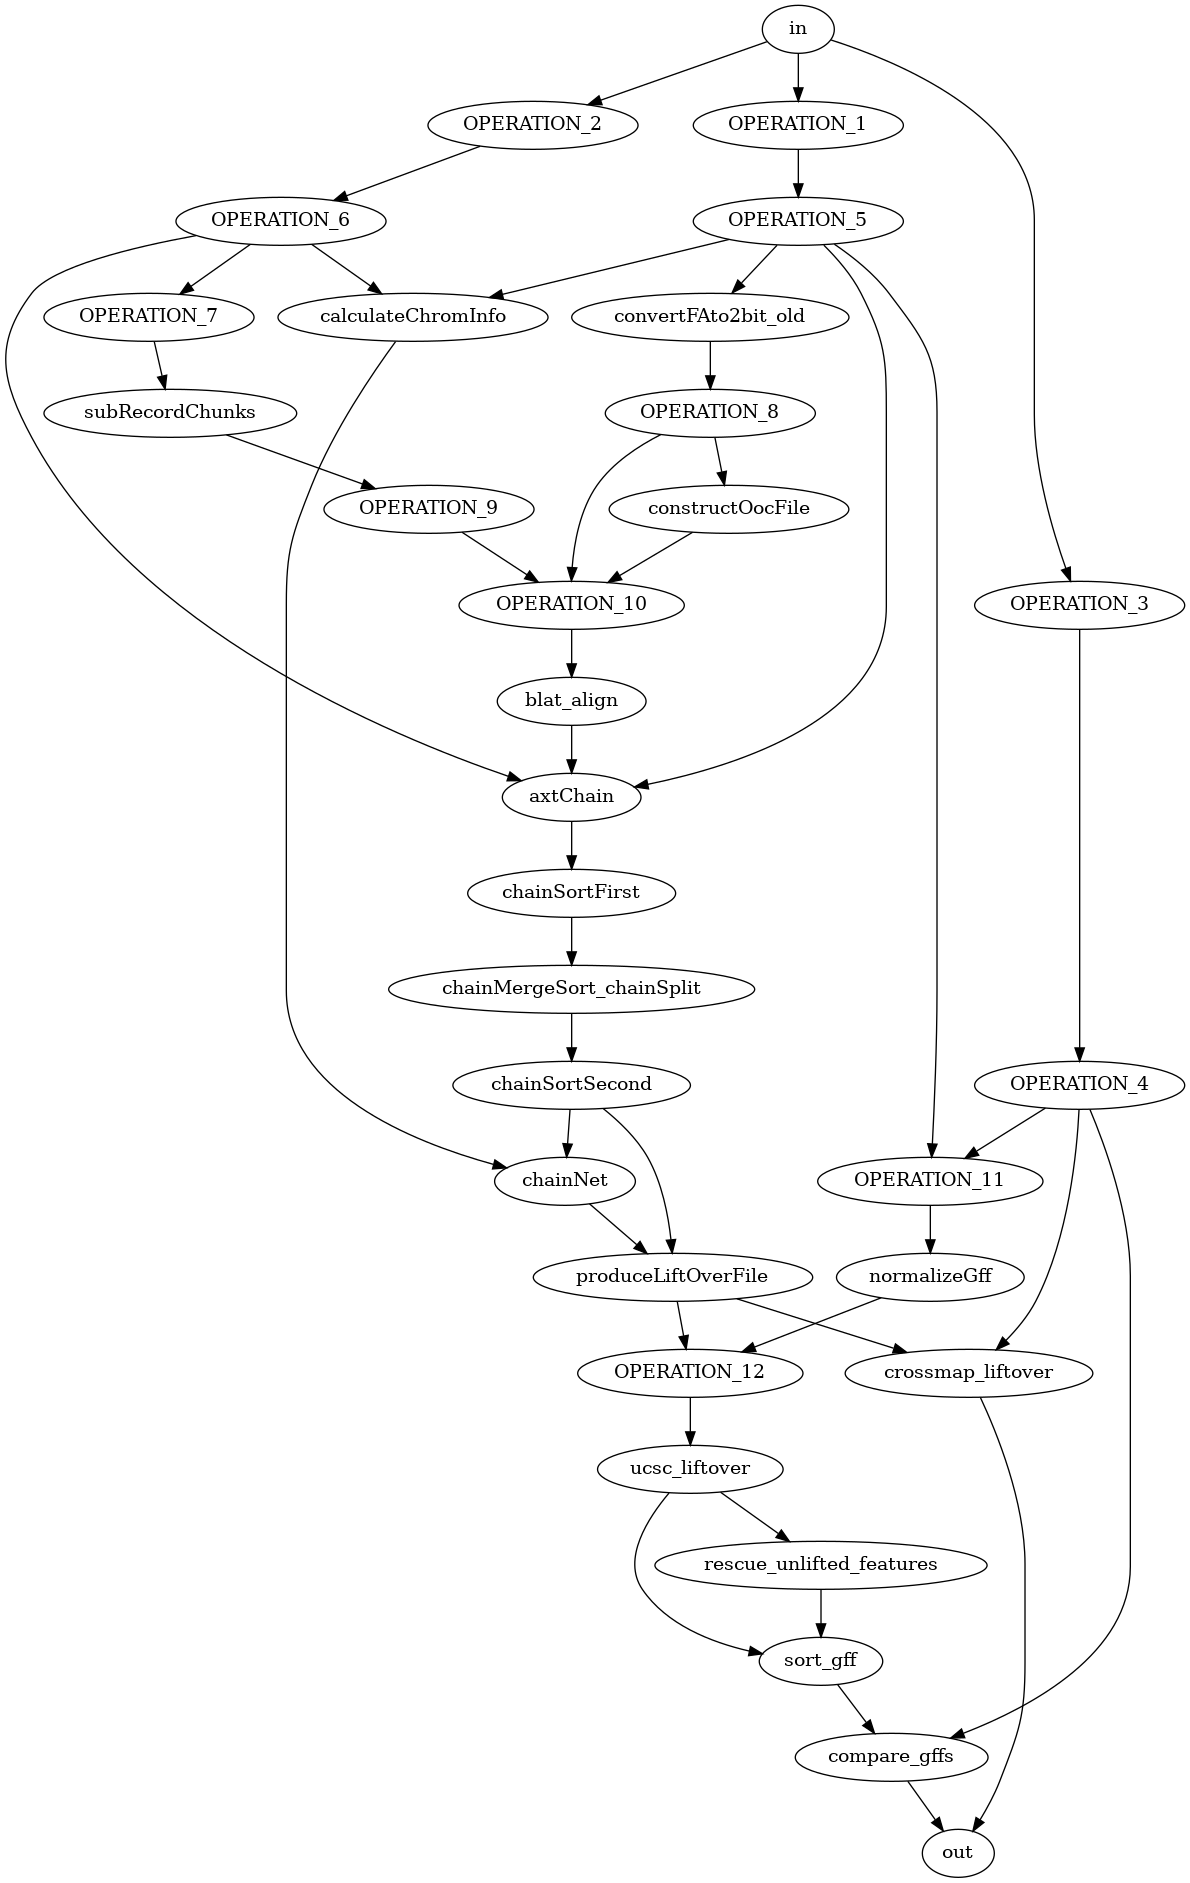 in
OPERATION_2
OPERATION_1
OPERATION_6
OPERATION_5
OPERATION_7
calculateChromInfo
convertFAto2bit_old
subRecordChunks
OPERATION_8
OPERATION_9
constructOocFile
OPERATION_10
OPERATION_3
blat_align
axtChain
chainSortFirst
chainMergeSort_chainSplit
chainSortSecond
OPERATION_4
chainNet
OPERATION_11
produceLiftOverFile
normalizeGff
OPERATION_12
crossmap_liftover
ucsc_liftover
rescue_unlifted_features
sort_gff
compare_gffs
out